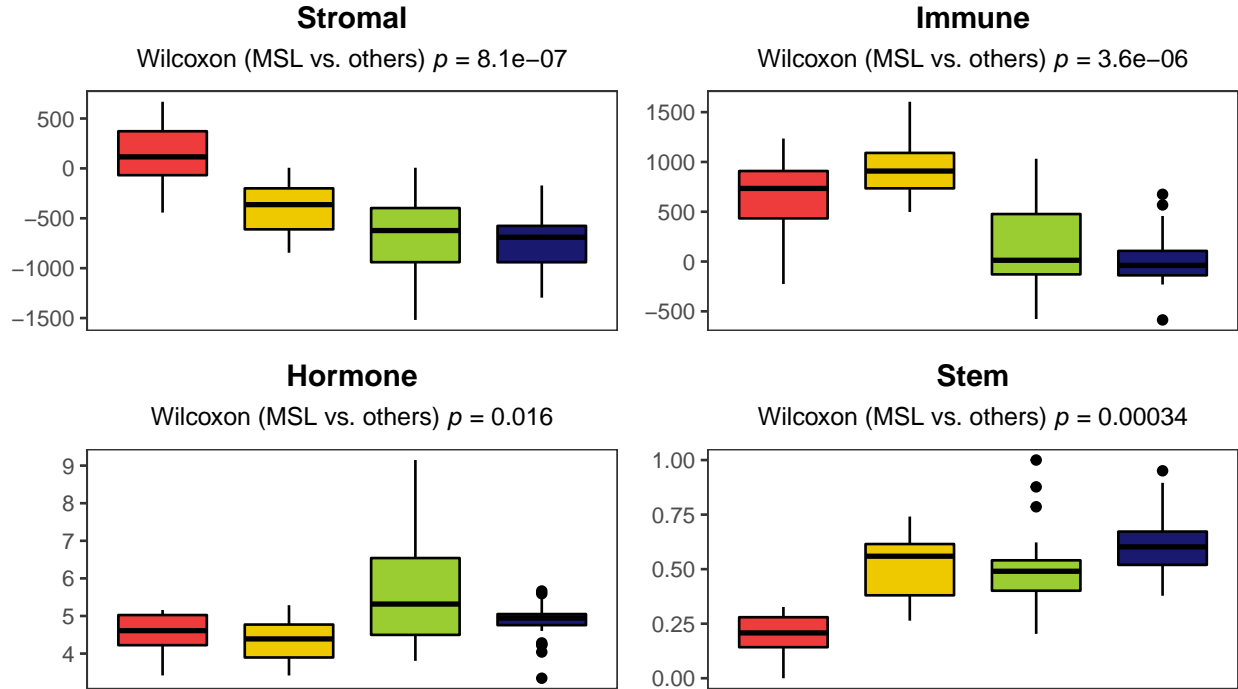 Stromal
Wilcoxon (MSL vs. others) p = 8.1e−07
500
0
−500
−1000
−1500
Immune
Wilcoxon (MSL vs. others) p = 3.6e−06
1500
1000
500
0
−500
Hormone
Wilcoxon (MSL vs. others) p = 0.016
9
8
7
6
5
4
Stem
Wilcoxon (MSL vs. others) p = 0.00034
1.00
0.75
0.50
0.25
0.00